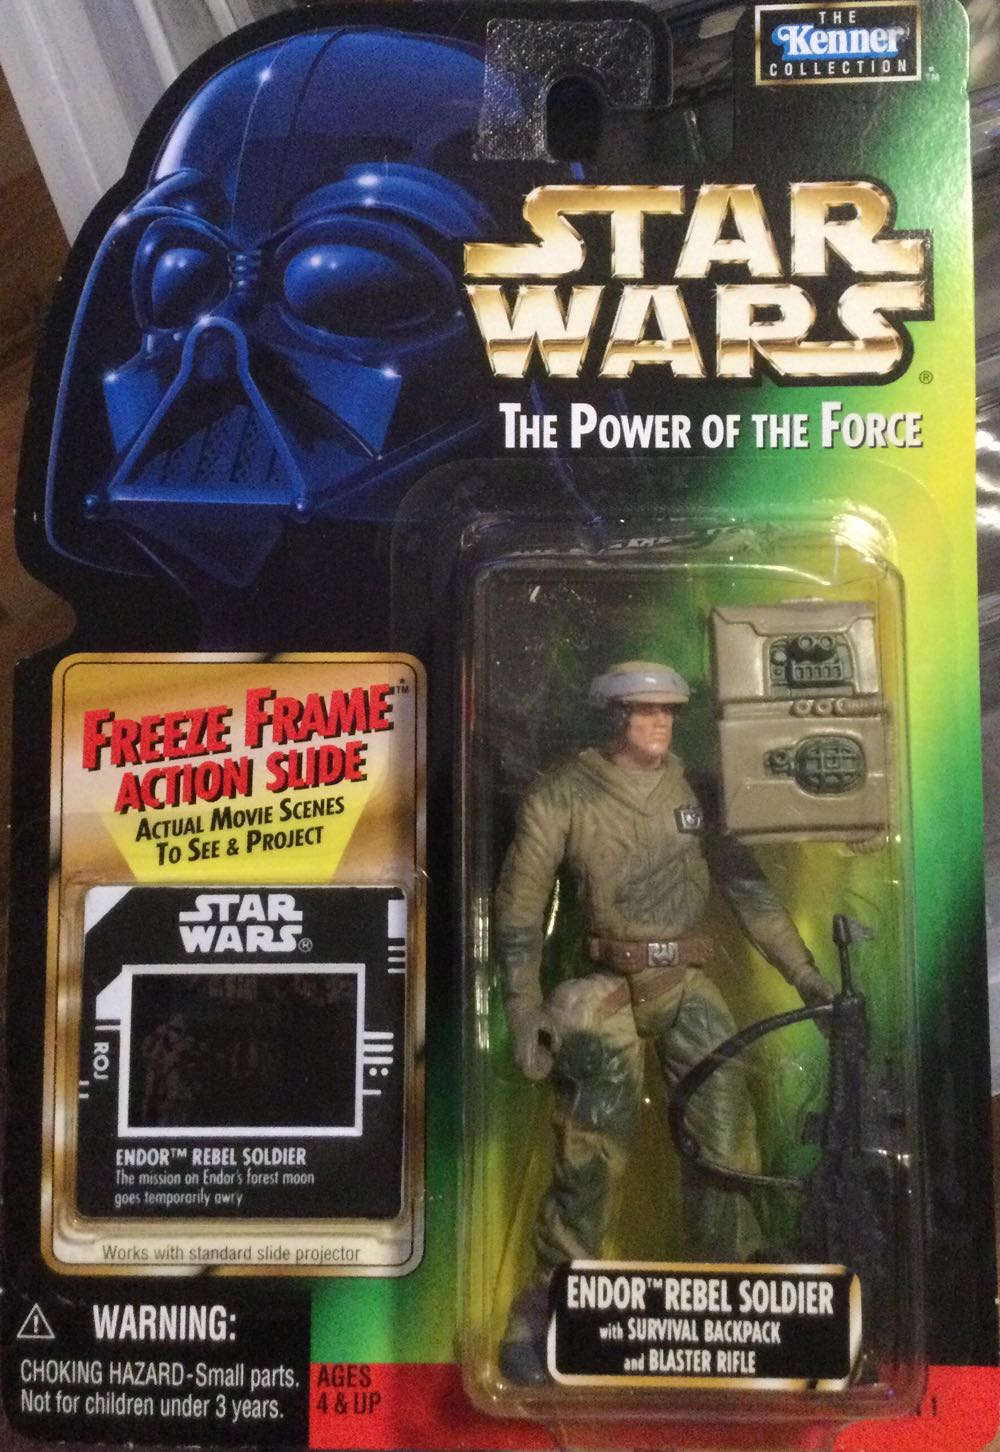 THE
Kenner
COLLECTION™
STAR
WARS®
THE POWER OF THE FORCE
FREEZE FRAME™
ACTION SLIDE
ACTUAL MOVIE SCENES
TO SEE & PROJECT
STAR
WARS®
ROJ
ENDOR™ REBEL SOLDIER
The mission on Endor's forest moon
goes temporarily awry
Works with standard slide projector
ENDOR™ REBEL SOLDIER
with SURVIVAL BACKPACK
and BLASTER RIFLE
WARNING:
CHOKING HAZARD-Small parts.
Not for children under 3 years.
AGES
4 & UP